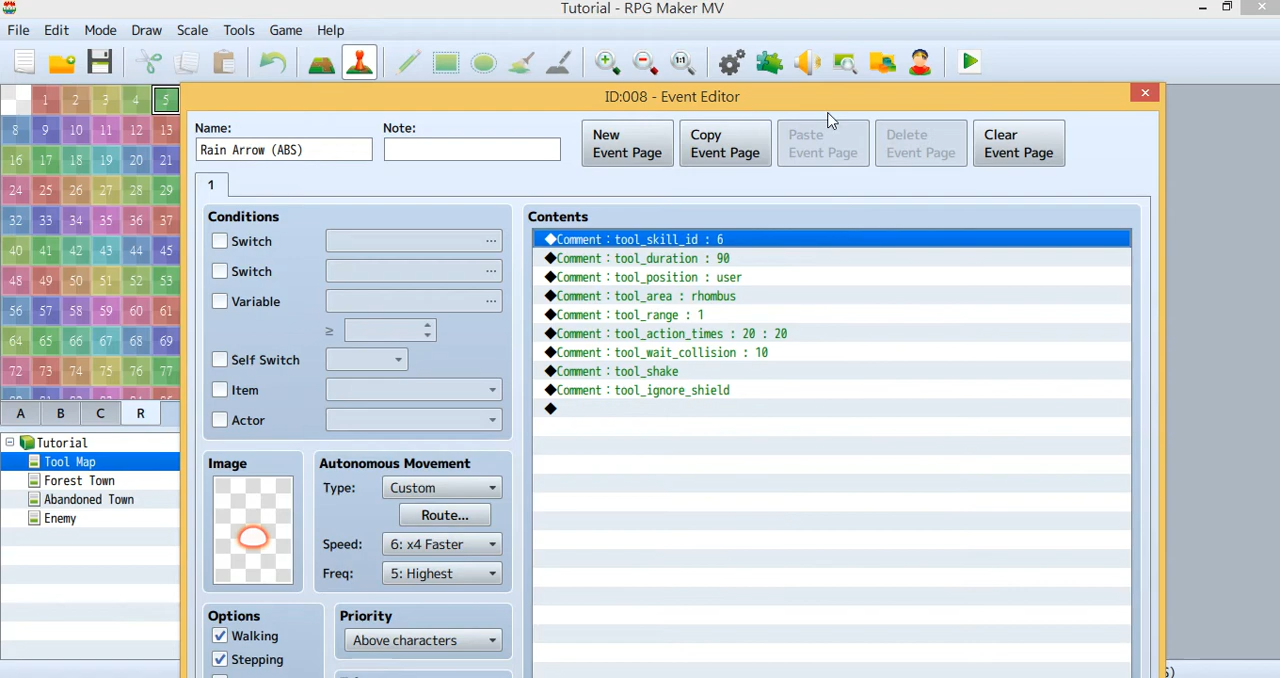 Tutorial - RPG Maker MV
File Edit Mode Draw Scale Tools Game Help
ID:008 - Event Editor
Name:
Rain Arrow (ABS)
Note:
New
Event Page
Copy
Event Page
Paste
Event Page
Delete
Event Page
Clear
Event Page
1
Conditions
Switch ...
Switch ...
Variable ...
≥
Self Switch
Item
Actor
Image
Autonomous Movement
Type: Custom
Route...
Speed: 6: x4 Faster
Freq: 5: Highest
Options
Walking
Stepping
Priority
Above characters
Contents
◆Comment：tool_skill_id : 6
◆Comment：tool_duration : 90
◆Comment：tool_position : user
◆Comment：tool_area : rhombus
◆Comment：tool_range : 1
◆Comment：tool_action_times : 20 : 20
◆Comment：tool_wait_collision : 10
◆Comment：tool_shake
◆Comment：tool_ignore_shield
◆
1 2 3 4 5
8 9 10 11 12 13
16 17 18 19 20 21
24 25 26 27 28 29
32 33 34 35 36 37
40 41 42 43 44 45
48 49 50 51 52 53
56 57 58 59 60 61
64 65 66 67 68 69
72 73 74 75 76 77
A B C R
Tutorial
Tool Map
Forest Town
Abandoned Town
Enemy